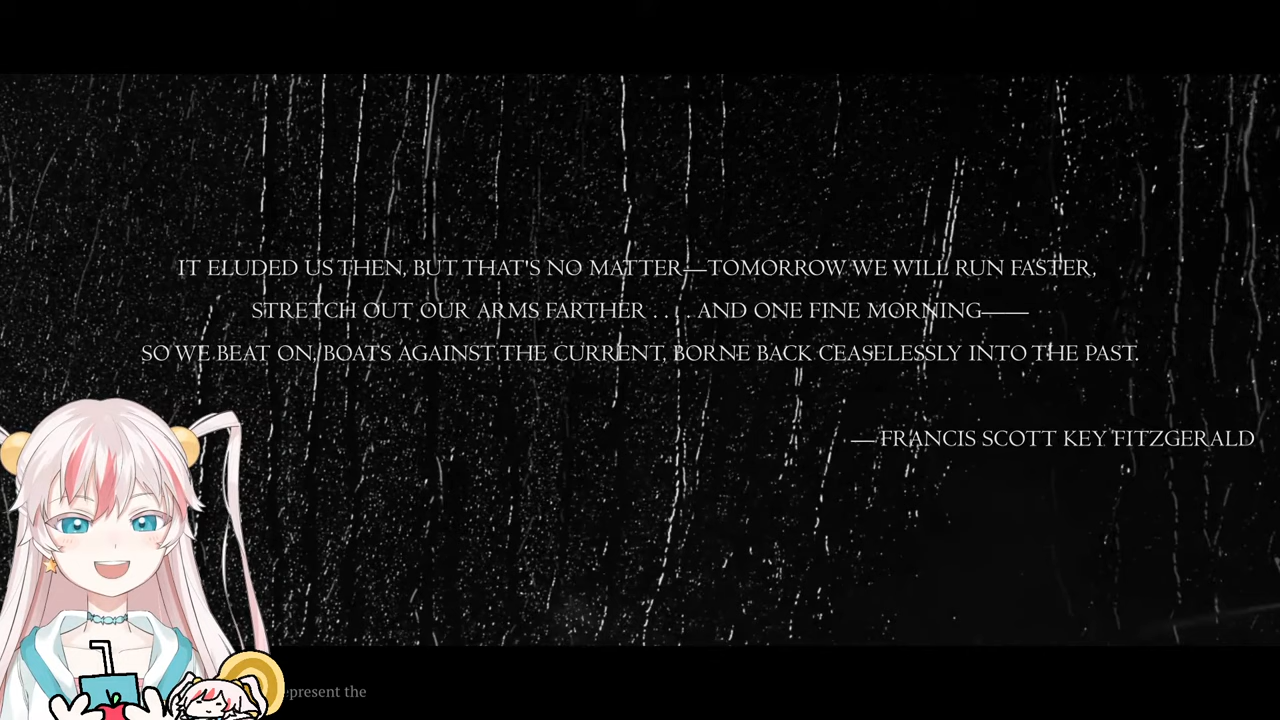 IT ELUDED US THEN, BUT THAT'S NO MATTER—TOMORROW WE WILL RUN FASTER,
STRETCH OUT OUR ARMS FARTHER . . . . AND ONE FINE MORNING——
SO WE BEAT ON, BOATS AGAINST THE CURRENT, BORNE BACK CEASELESSLY INTO THE PAST.
— FRANCIS SCOTT KEY FITZGERALD
the